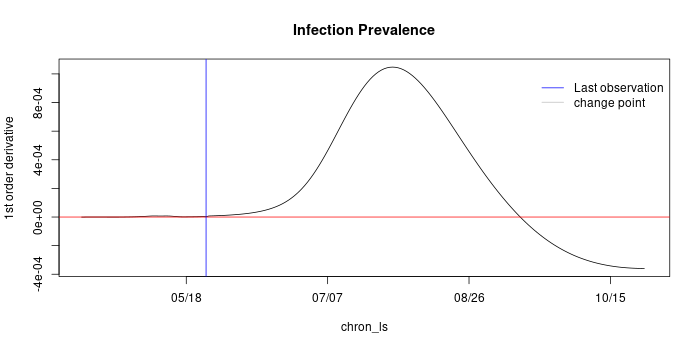 Infection Prevalence
1st order derivative
8e-04
4e-04
0e+00
-4e-04
Last observation
change point
05/18
07/07
08/26
10/15
chron_ls